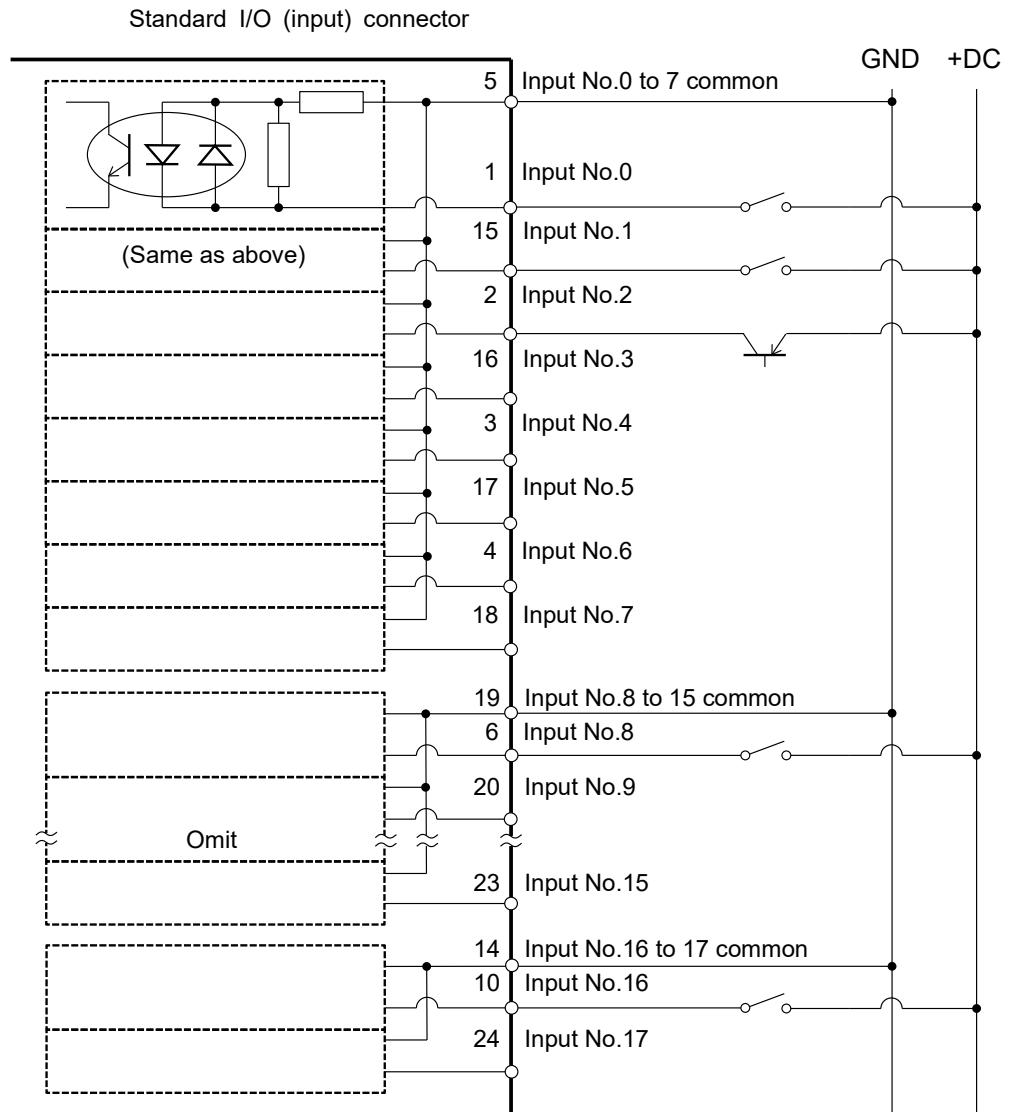 Standard I/O (input) connector
GND +DC
5 Input No.0 to 7 common
1 Input No.0
15 Input No.1
(Same as above)
2 Input No.2
16 Input No.3
3 Input No.4
17 Input No.5
4 Input No.6
18 Input No.7
19 Input No.8 to 15 common
6 Input No.8
20 Input No.9
Omit
23 Input No.15
14 Input No.16 to 17 common
10 Input No.16
24 Input No.17